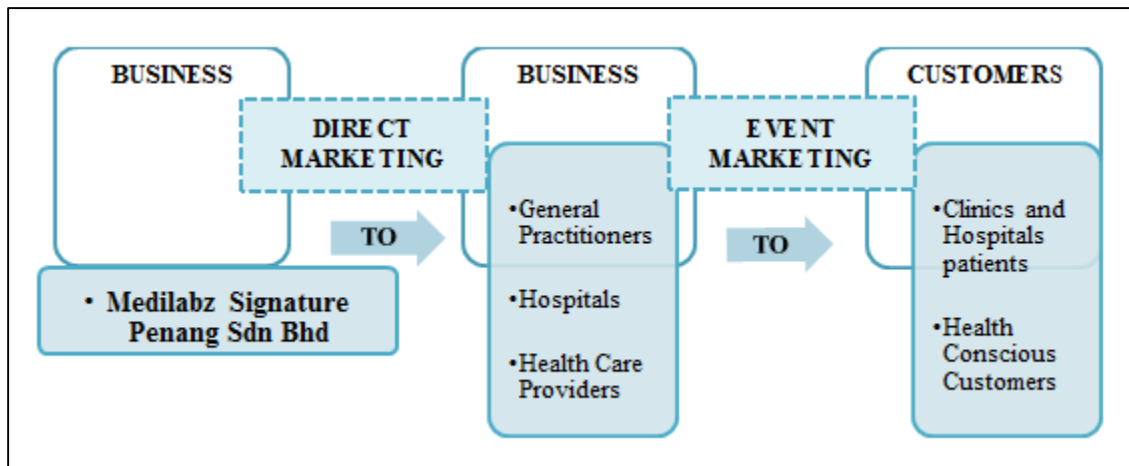 BUSINESS
BUSINESS
CUSTOMERS
DIRECT
MARKETING
EVENT
MARKETING
TO
TO
• Medilabz Signature
Penang Sdn Bhd
•General
Practitioners
•Hospitals
•Health Care
Providers
•Clinics and
Hospitals
patients
•Health
Conscious
Customers